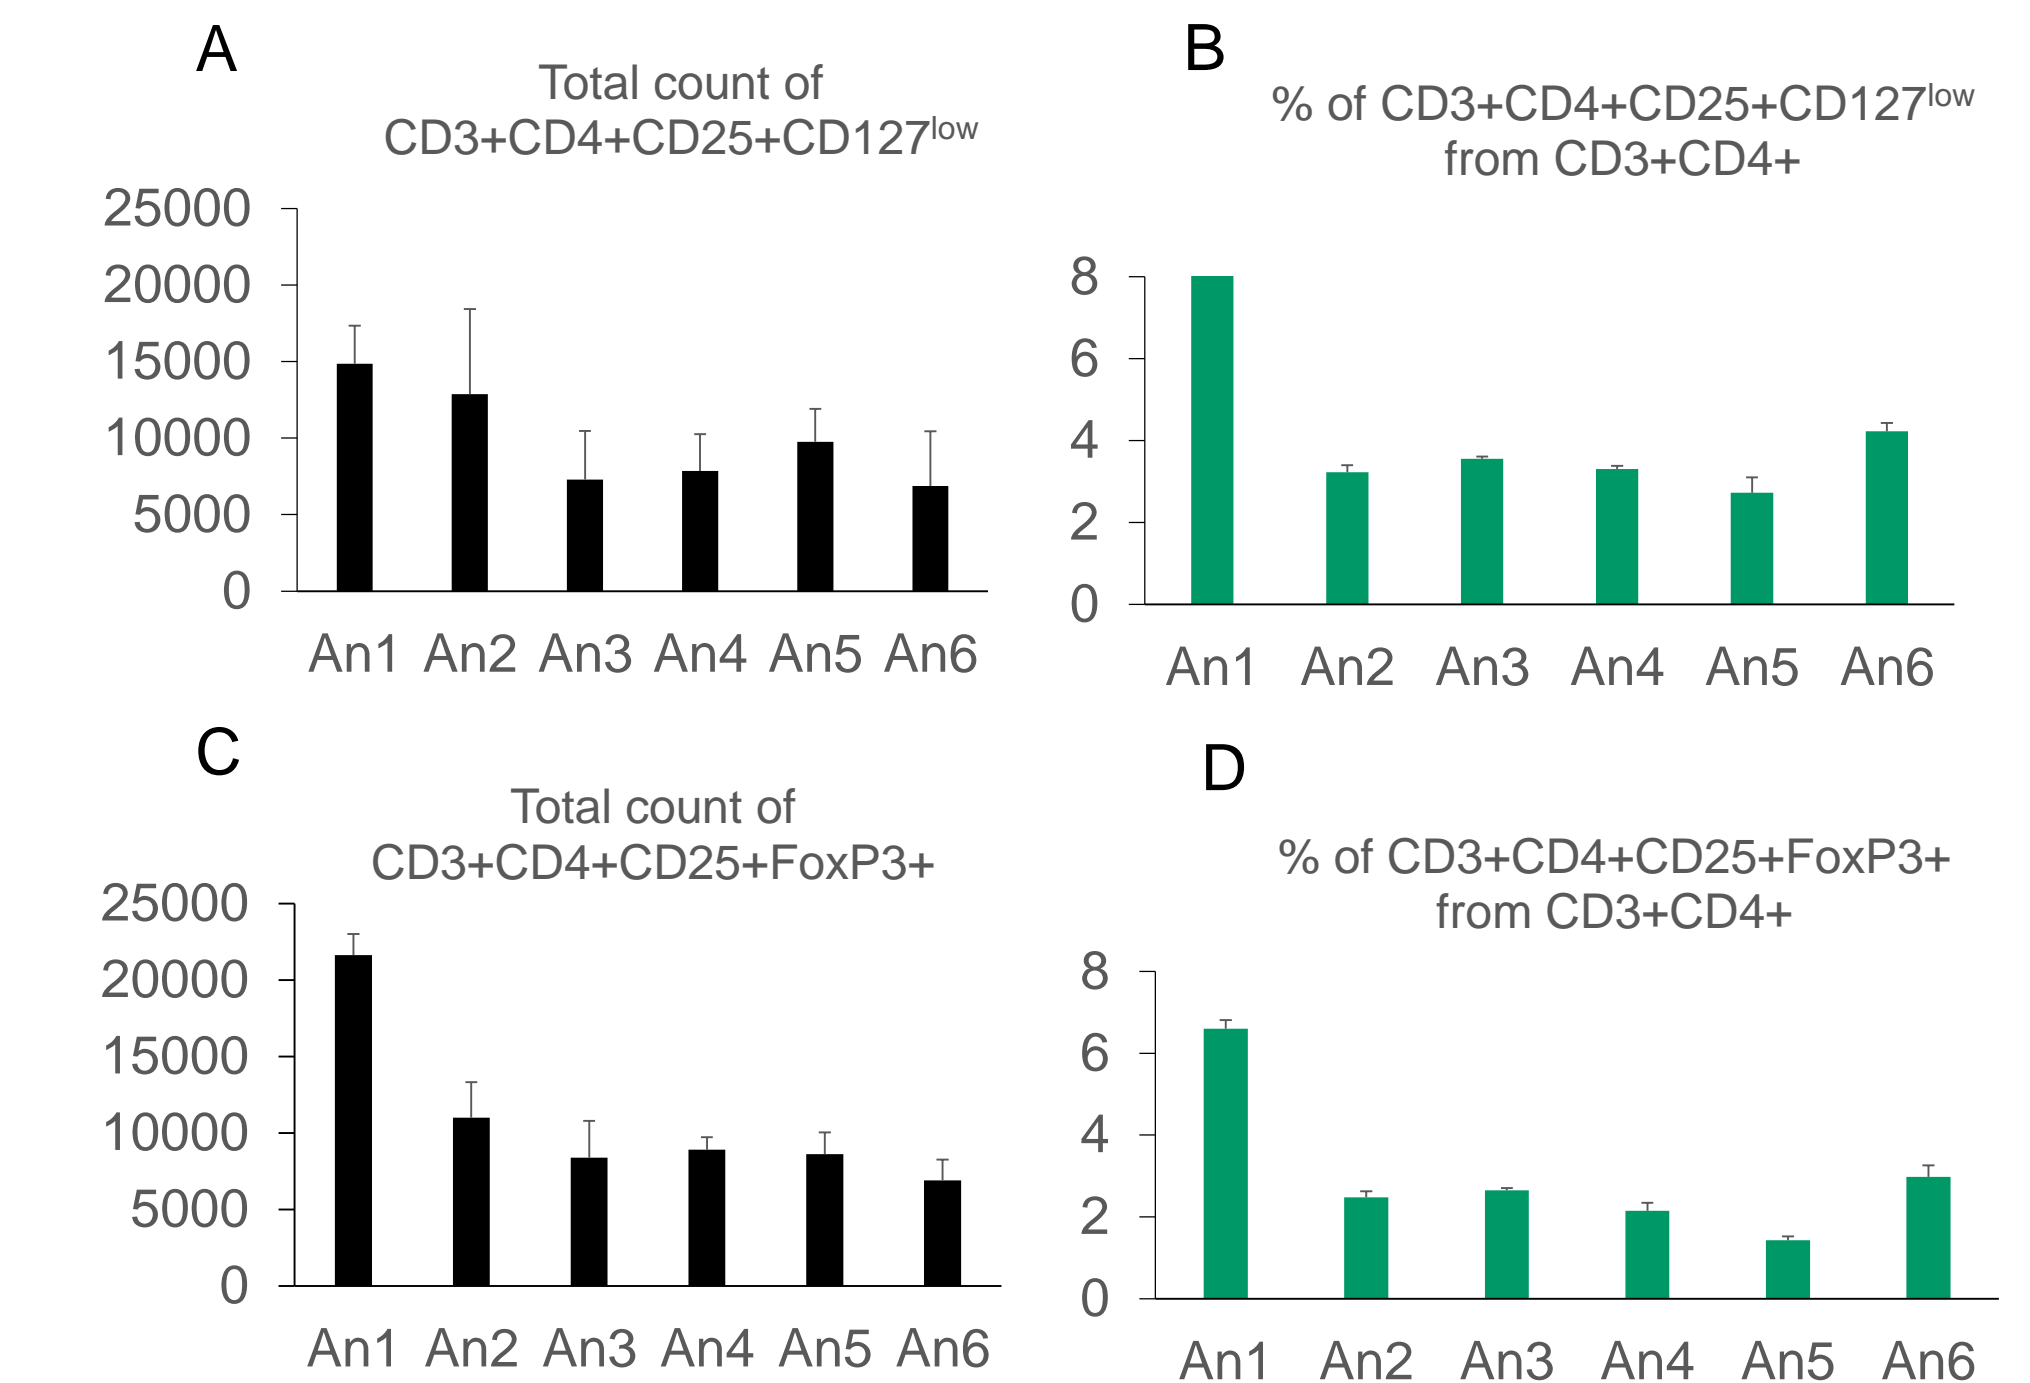 A
Total count of
CD3+CD4+CD25+CD127low
25000
20000
15000
10000
5000
0
An1 An2 An3 An4 An5 An6
B
% of CD3+CD4+CD25+CD127low
from CD3+CD4+
8
6
4
2
0
An1 An2 An3 An4 An5 An6
C
Total count of
CD3+CD4+CD25+FoxP3+
25000
20000
15000
10000
5000
0
An1 An2 An3 An4 An5 An6
D
% of CD3+CD4+CD25+FoxP3+
from CD3+CD4+
8
6
4
2
0
An1 An2 An3 An4 An5 An6